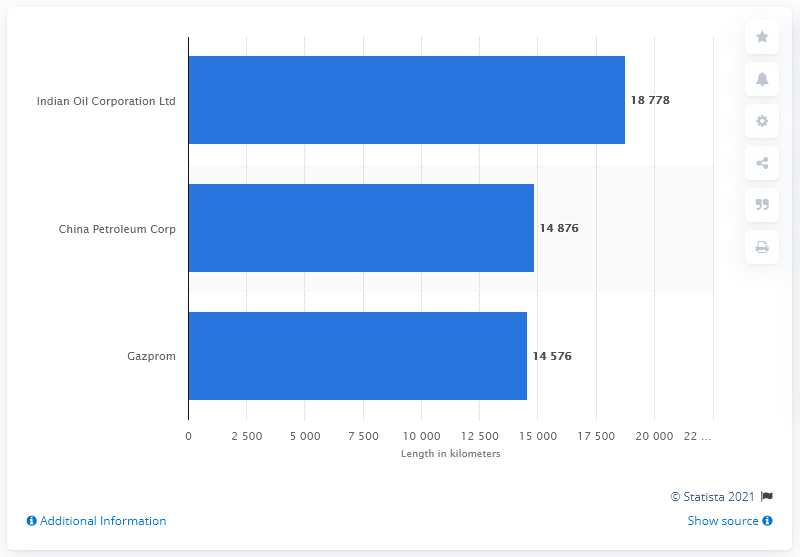 Indian Oil Corporation Ltd
18 778
China Petroleum Corp
14 876
Gazprom
14 576
0 2 500 5 000 7 500 10 000 12 500 15 000 17 500 20 000 22 ...
Length in kilometers
© Statista 2021
Additional Information
Show source